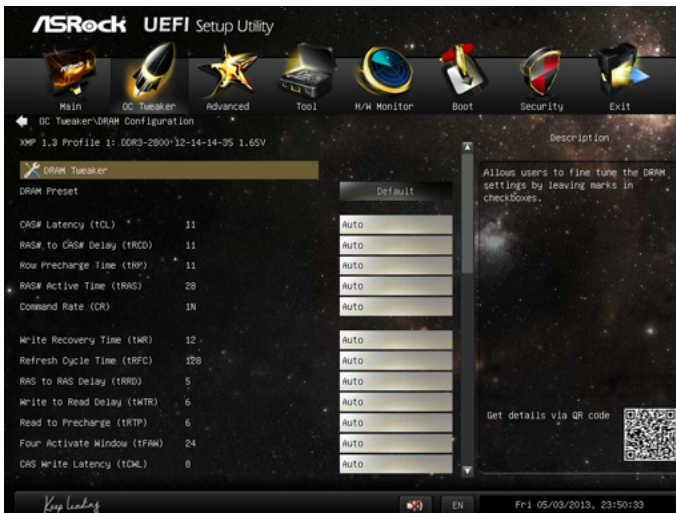 ASRock UEFI Setup Utility
Main OC Tweaker Advanced Tool H/W Monitor Boot Security Exit
OC Tweaker\DRAM Configuration
XMP 1.3 Profile 1: DDR3-2800 12-14-14-35 1.65V
DRAM Tweaker
DRAM Preset Default
CAS# Latency (tCL) 11 Auto
RAS# to CAS# Delay (tRCD) 11 Auto
Row Precharge Time (tRP) 11 Auto
RAS# Active Time (tRAS) 28 Auto
Command Rate (CR) 1N Auto
Write Recovery Time (tWR) 12 Auto
Refresh Cycle Time (tRFC) 128 Auto
RAS to RAS Delay (tRRD) 5 Auto
Write to Read Delay (tWTR) 6 Auto
Read to Precharge (tRTP) 6 Auto
Four Activate Window (tFAW) 24 Auto
CAS Write Latency (tCWL) 8 Auto
Description
Allows users to fine tune the DRAM
settings by leaving marks in
checkboxes.
Get details via QR code
Keep Leading
EN
Fri 05/03/2013, 23:50:33